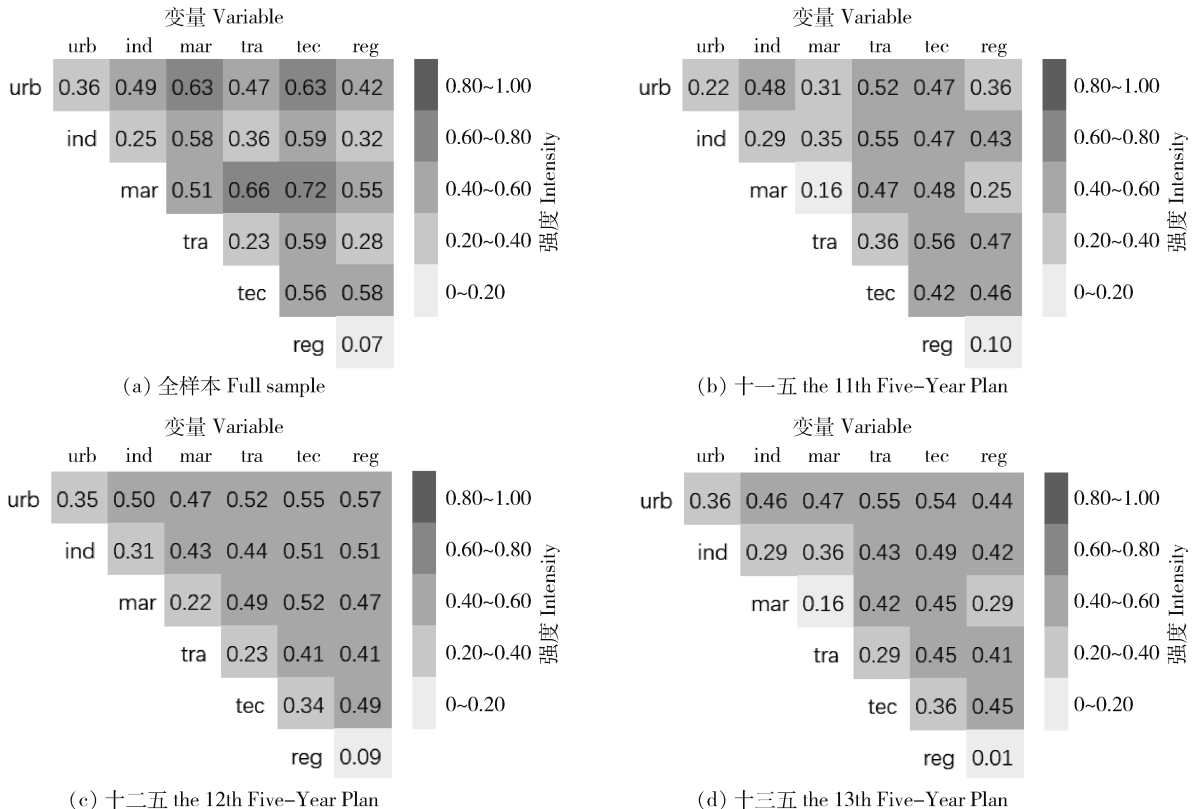 变量 Variable
urb ind mar tra tec reg
urb 0.36 0.49 0.63 0.47 0.63 0.42
ind 0.25 0.58 0.36 0.59 0.32
mar 0.51 0.66 0.72 0.55
tra 0.23 0.59 0.28
tec 0.56 0.58
reg 0.07
0.80~1.00
0.60~0.80
0.40~0.60
0.20~0.40
0~0.20
强度 Intensity
(a) 全样本 Full sample
urb ind mar tra tec reg
urb 0.22 0.48 0.31 0.52 0.47 0.36
ind 0.29 0.35 0.55 0.47 0.43
mar 0.16 0.47 0.48 0.25
tra 0.36 0.56 0.47
tec 0.42 0.46
reg 0.10
0.80~1.00
0.60~0.80
0.40~0.60
0.20~0.40
0~0.20
强度 Intensity
变量 Variable
(b) 十一五 the 11th Five-Year Plan
变量 Variable
urb ind mar tra tec reg
urb 0.35 0.50 0.47 0.52 0.55 0.57
ind 0.31 0.43 0.44 0.51 0.51
mar 0.22 0.49 0.52 0.47
tra 0.23 0.41 0.41
tec 0.34 0.49
reg 0.09
0.80~1.00
0.60~0.80
0.40~0.60
0.20~0.40
0~0.20
强度 Intensity
(c) 十二五 the 12th Five-Year Plan
变量 Variable
urb ind mar tra tec reg
urb 0.36 0.46 0.47 0.55 0.54 0.44
ind 0.29 0.36 0.43 0.49 0.42
mar 0.16 0.42 0.45 0.29
tra 0.29 0.45 0.41
tec 0.36 0.45
reg 0.01
0.80~1.00
0.60~0.80
0.40~0.60
0.20~0.40
0~0.20
强度 Intensity
(d) 十三五 the 13th Five-Year Plan